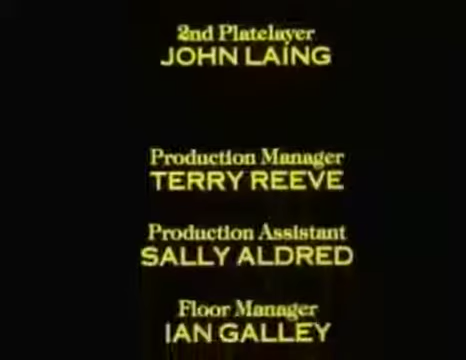 2nd Platelayer
JOHN LAING
Production Manager
TERRY REEVE
Production Assistant
SALLY ALDRED
Floor Manager
IAN GALLEY